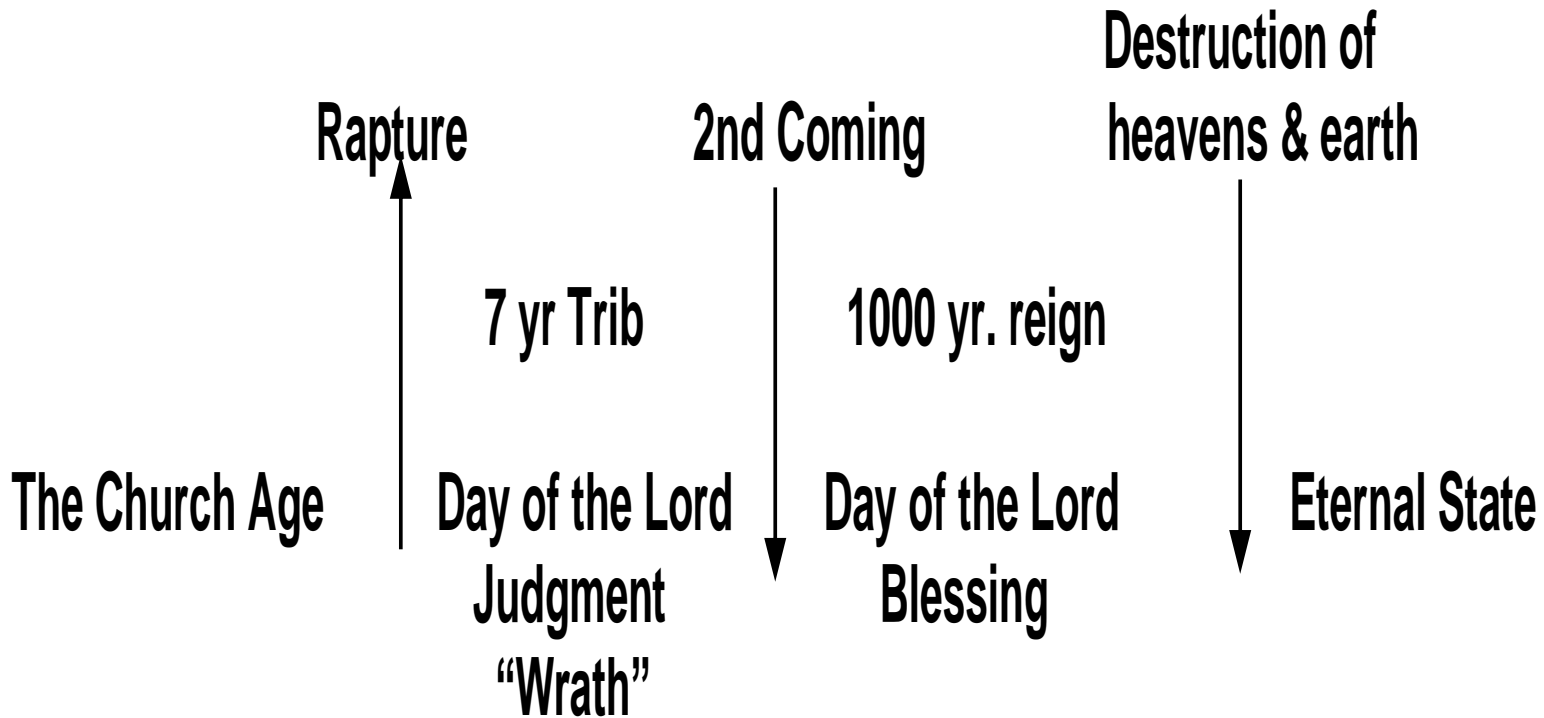 Destruction of
heavens & earth
Rapture
2nd Coming
7 yr Trib
1000 yr. reign
The Church Age
Day of the Lord
Judgment
“Wrath”
Day of the Lord
Blessing
Eternal State